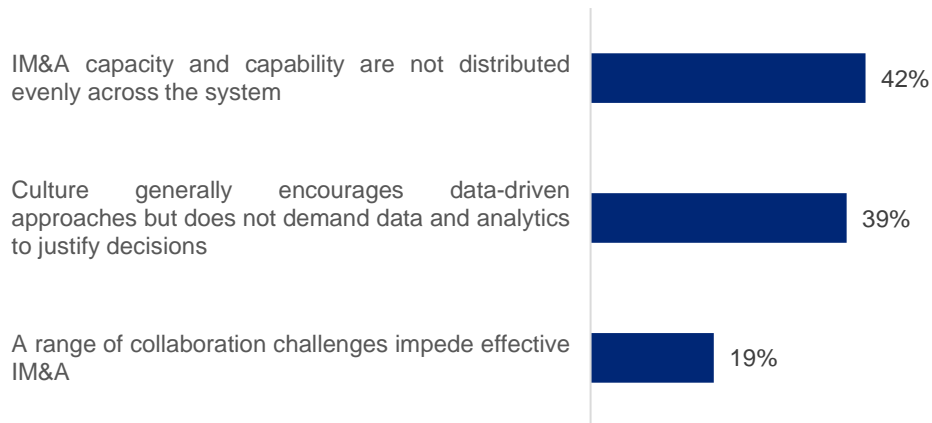 IM&A capacity and capability are not distributed
evenly across the system
42%
Culture generally encourages data-driven
approaches but does not demand data and analytics
to justify decisions
39%
A range of collaboration challenges impede effective
IM&A
19%